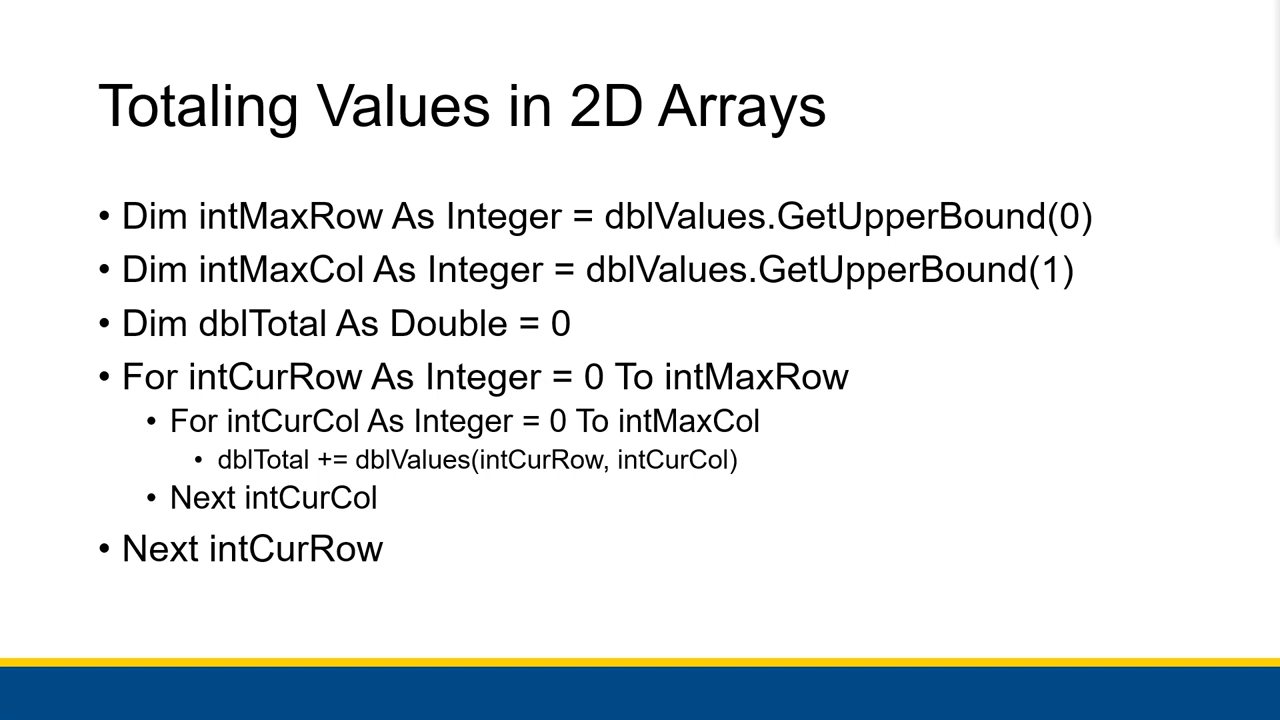 Totaling Values in 2D Arrays
• Dim intMaxRow As Integer = dblValues.GetUpperBound(0)
• Dim intMaxCol As Integer = dblValues.GetUpperBound(1)
• Dim dblTotal As Double = 0
• For intCurRow As Integer = 0 To intMaxRow
• For intCurCol As Integer = 0 To intMaxCol
• dblTotal += dblValues(intCurRow, intCurCol)
• Next intCurCol
• Next intCurRow